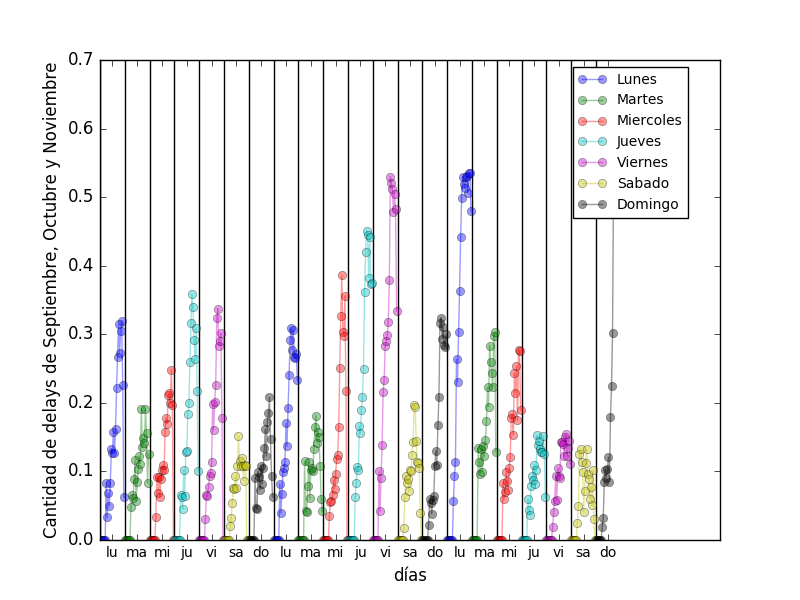 0.7
0.6
0.5
0.4
0.3
0.2
0.1
0.0
Cantidad de delays de Septiembre, Octubre y Noviembre
Lunes
Martes
Miercoles
Jueves
Viernes
Sabado
Domingo
lu ma mi ju vi sa do lu ma mi ju vi sa do lu ma mi ju vi sa do
días